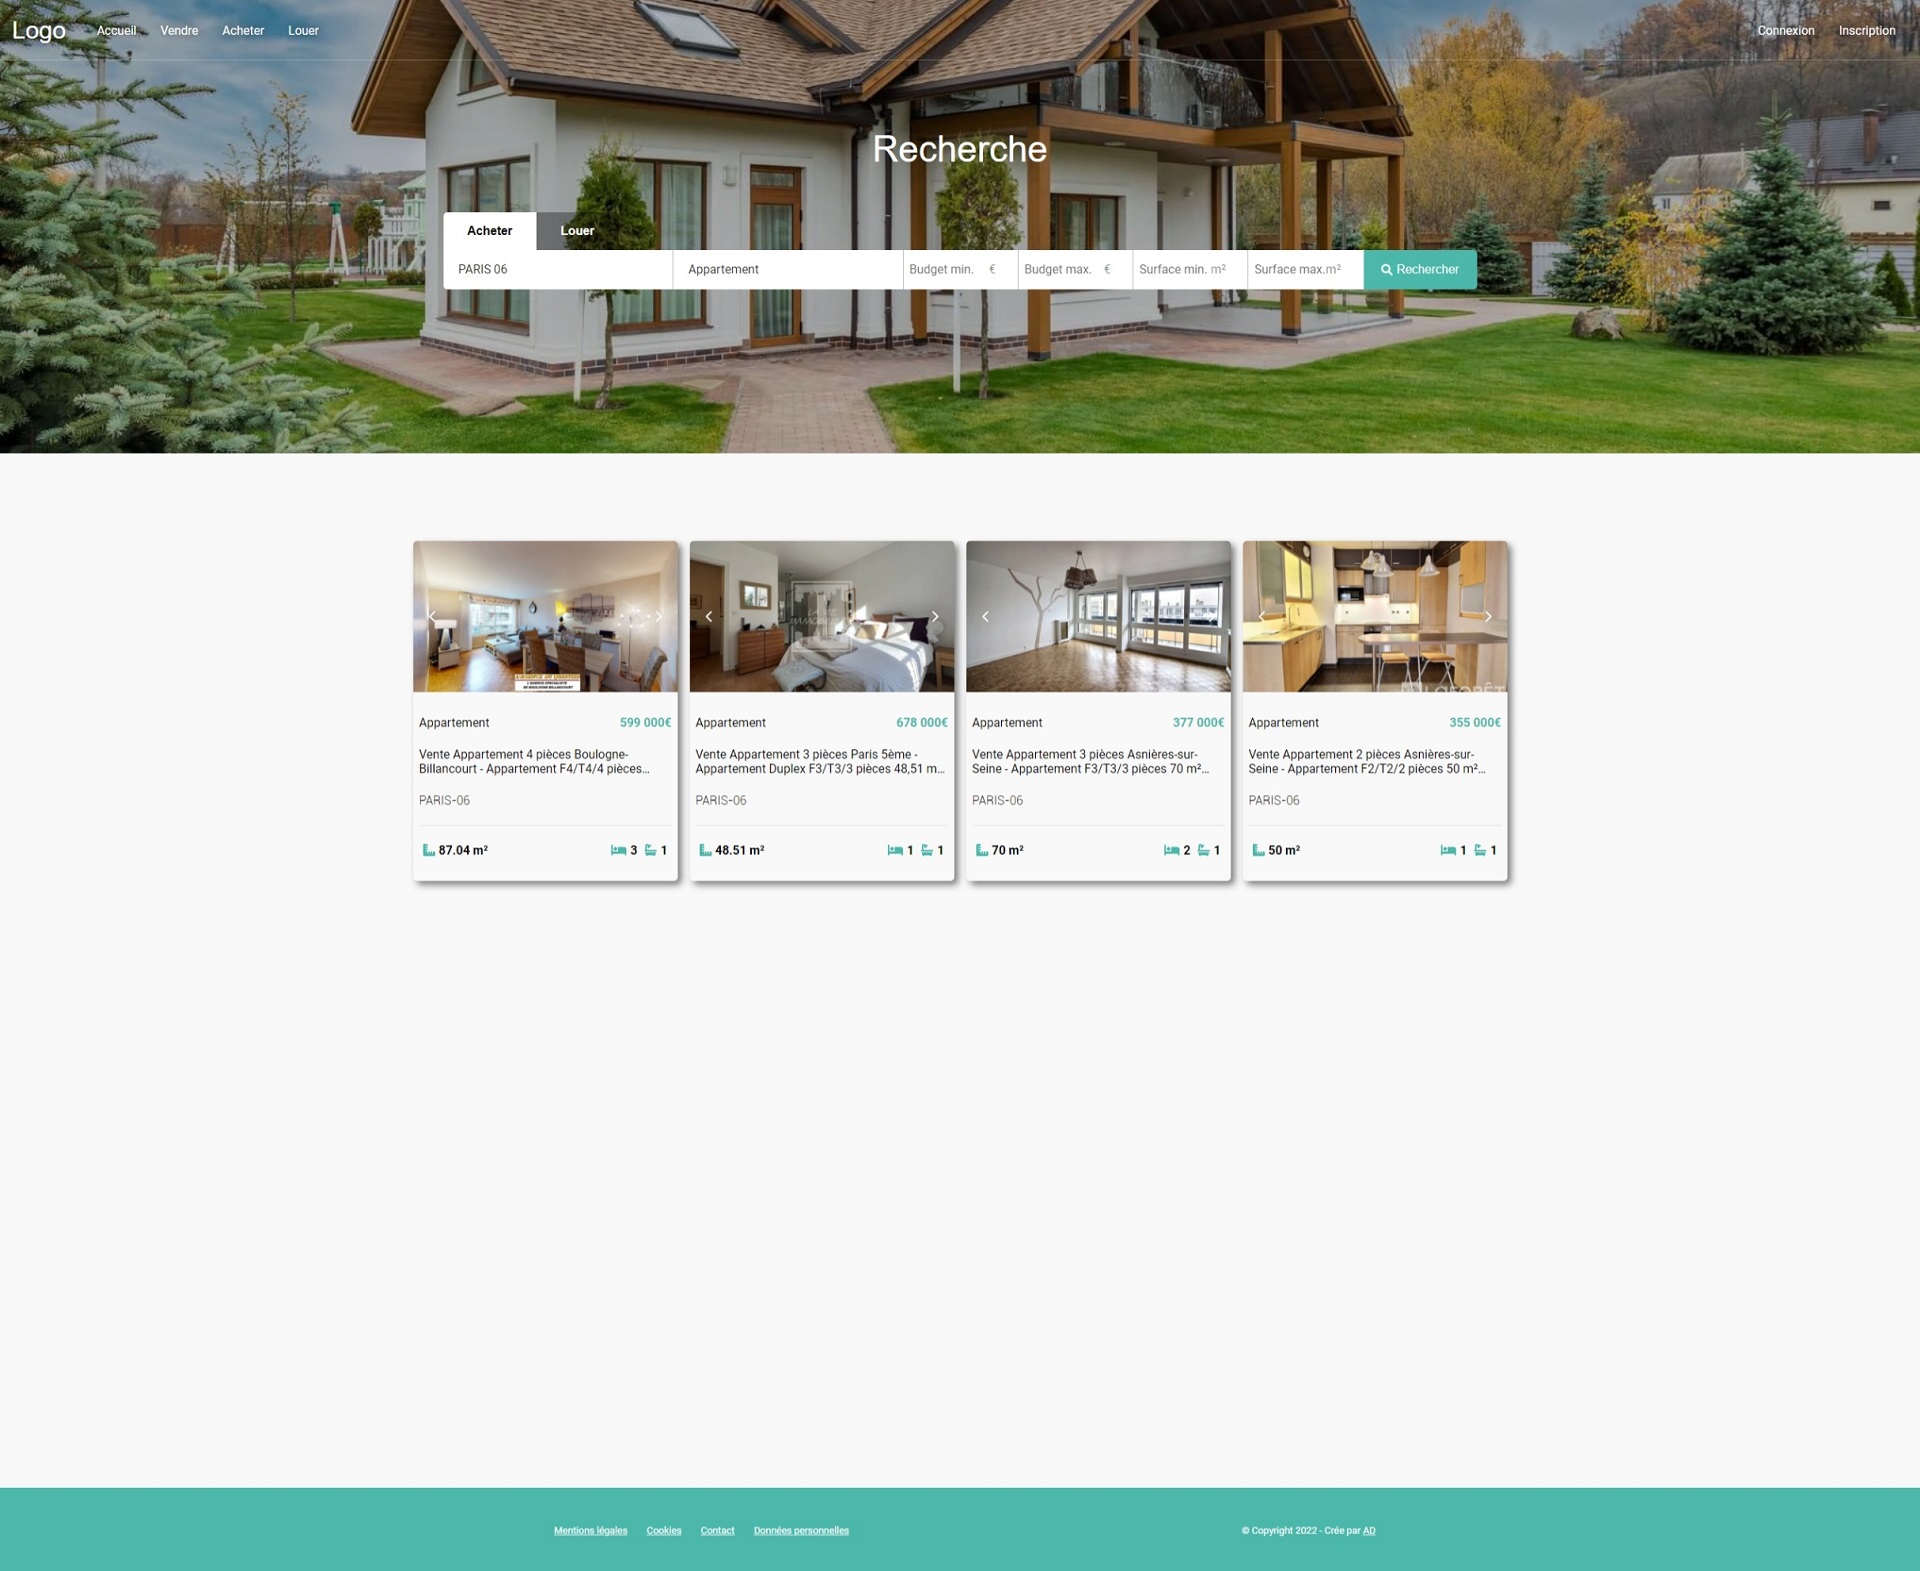 Logo Accueil Vendre Acheter Louer Connexion Inscription
Recherche
Acheter Louer
PARIS 06 Appartement Budget min. € Budget max. € Surface min. m² Surface max. m² Rechercher
Appartement 599 000€
Vente Appartement 4 pièces Boulogne-
Billancourt - Appartement F4/T4/4 pièces...
PARIS-06
87.04 m² 3 1
Appartement 678 000€
Vente Appartement 3 pièces Paris 5ème -
Appartement Duplex F3/T3/3 pièces 48,51 m...
PARIS-06
48.51 m² 1 1
Appartement 377 000€
Vente Appartement 3 pièces Asnières-sur-
Seine - Appartement F3/T3/3 pièces 70 m²...
PARIS-06
70 m² 2 1
LAFORÊT
Appartement 355 000€
Vente Appartement 2 pièces Asnières-sur-
Seine - Appartement F2/T2/2 pièces 50 m²...
PARIS-06
50 m² 1 1
Mentions légales Cookies Contact Données personnelles © Copyright 2022 - Crée par AD